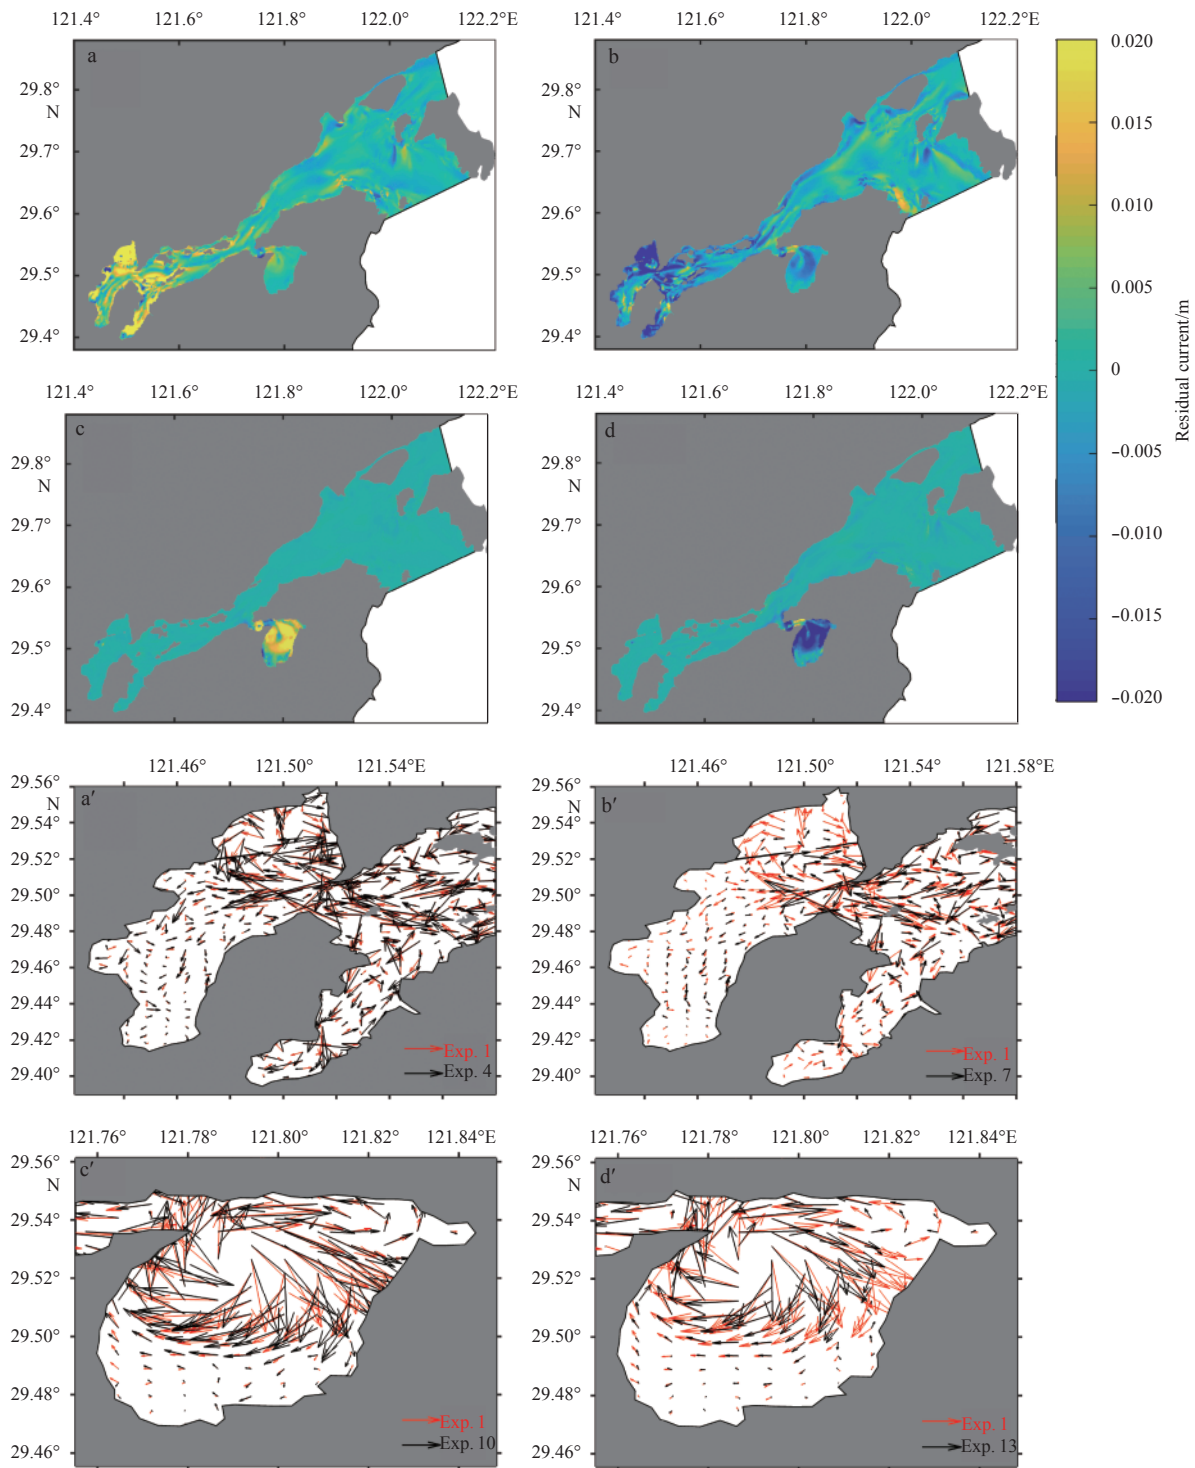 121.4° 121.6° 121.8° 122.0° 122.2°E
121.4° 121.6° 121.8° 122.0° 122.2°E
a
29.8°
N
29.7°
29.6°
29.5°
29.4°
b
29.8°
N
29.7°
29.6°
29.5°
29.4°
0.020
0.015
0.010
0.005
0
−0.005
−0.010
−0.015
−0.020
Residual current/m
121.4° 121.6° 121.8° 122.0° 122.2°E
121.4° 121.6° 121.8° 122.0° 122.2°E
c
29.8°
N
29.7°
29.6°
29.5°
29.4°
d
29.8°
N
29.7°
29.6°
29.5°
29.4°
121.46° 121.50° 121.54°
121.46° 121.50° 121.54° 121.58°E
a′
29.56°
N
29.54°
29.52°
29.50°
29.48°
29.46°
29.44°
29.42°
29.40°
Exp. 1
Exp. 4
b′
29.56°
N
29.54°
29.52°
29.50°
29.48°
29.46°
29.44°
29.42°
29.40°
Exp. 1
Exp. 7
121.76° 121.78° 121.80° 121.82° 121.84°E
121.76° 121.78° 121.80° 121.82° 121.84°E
c′
29.56°
N
29.54°
29.52°
29.50°
29.48°
29.46°
Exp. 1
Exp. 10
d′
29.56°
N
29.54°
29.52°
29.50°
29.48°
29.46°
Exp. 1
Exp. 13